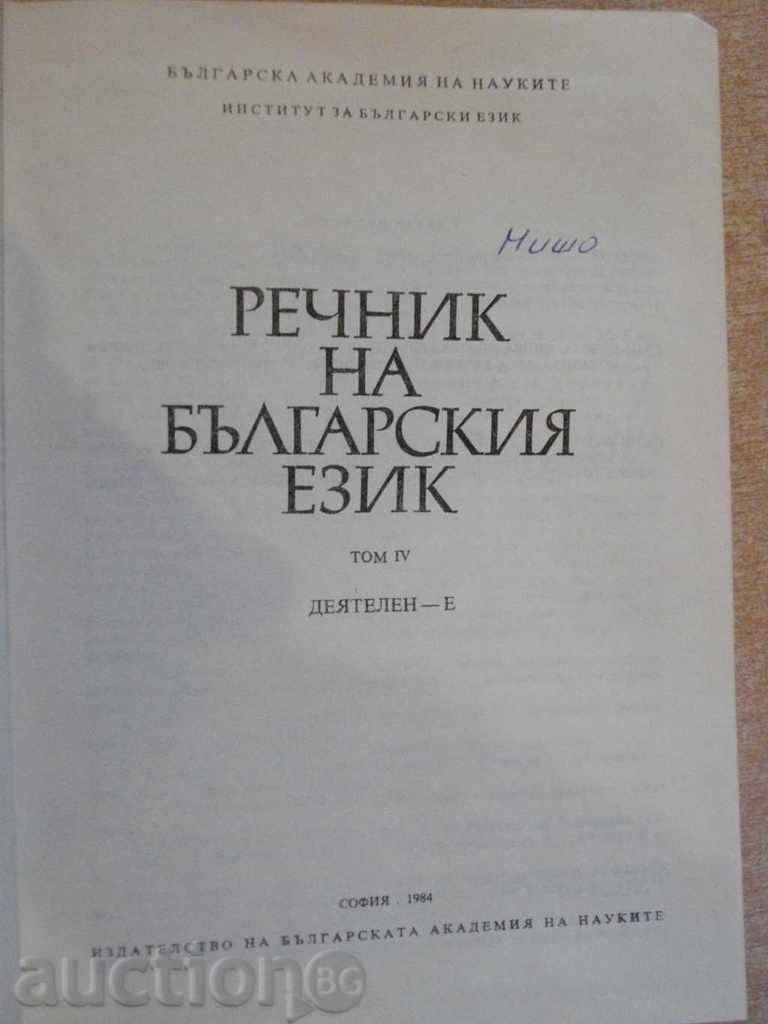 БЪЛГАРСКА АКАДЕМИЯ НА НАУКИТЕ
ИНСТИТУТ ЗА БЪЛГАРСКИ ЕЗИК
Мишо
РЕЧНИК
НА
БЪЛГАРСКИЯ
ЕЗИК
ТОМ IV
ДЕЯТЕЛЕН — Е
СОФИЯ . 1984
ИЗДАТЕЛСТВО НА БЪЛГАРСКАТА АКАДЕМИЯ НА НАУКИТЕ
auction BG